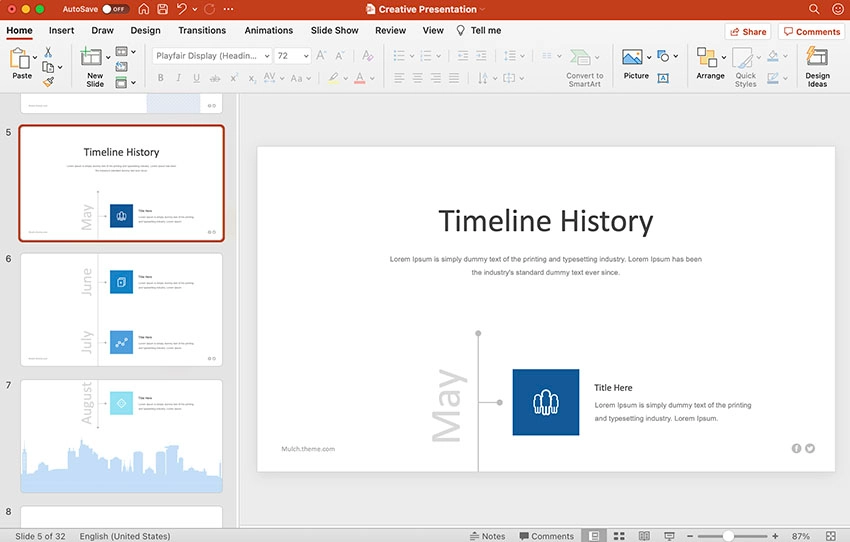 AutoSave OFF
Creative Presentation
Home Insert Draw Design Transitions Animations Slide Show Review View Tell me
Share Comments
Paste
New Slide
Playfair Display (Headin... 72
B I U ab x² x₂ AV Aa A
Convert to SmartArt
Picture
Arrange
Quick Styles
Design Ideas
5
Timeline History
May
Title Here
6
June
Title Here
July
Title Here
7
August
Title Here
8
Timeline History
Lorem Ipsum is simply dummy text of the printing and typesetting industry. Lorem Ipsum has been
the industry's standard dummy text ever since.
May
Title Here
Lorem Ipsum is simply dummy text of the printing and
typesetting industry. Lorem Ipsum.
Mulch.theme.com
Slide 5 of 32 English (United States)
Notes Comments 87%